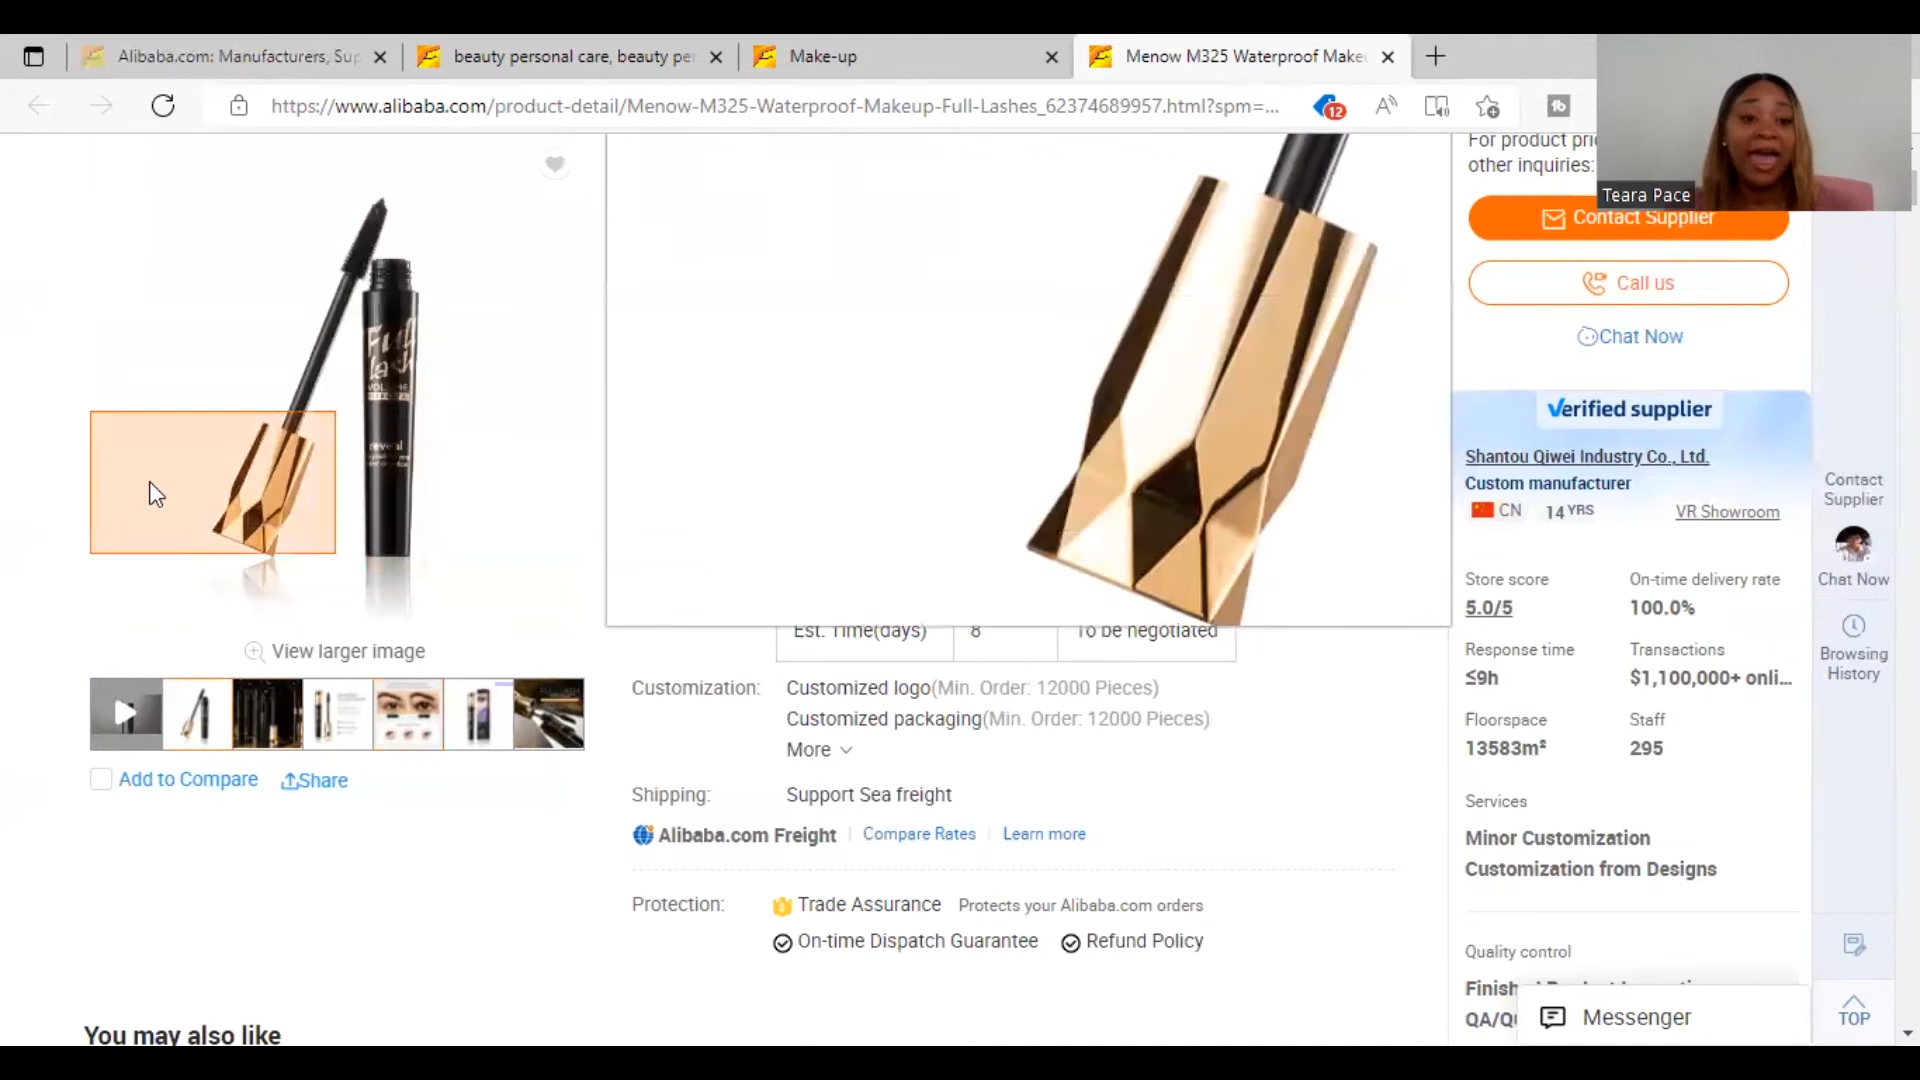 Alibaba.com: Manufacturers, Sup
beauty personal care, beauty per
Make-up
Menow M325 Waterproof Make
https://www.alibaba.com/product-detail/Menow-M325-Waterproof-Makeup-Full-Lashes_62374689957.html?spm=...
12
For product pri
other inquiries:
Teara Pace
Contact Supplier
Call us
Chat Now
Full
lash
VOLUME
reveal
Verified supplier
Shantou Qiwei Industry Co., Ltd.
Custom manufacturer
CN 14 YRS VR Showroom
Store score On-time delivery rate
5.0/5 100.0%
Response time Transactions
≤9h $1,100,000+ onli...
Floorspace Staff
13583m² 295
Services
Minor Customization
Customization from Designs
Quality control
Finish
QA/Q
Contact
Supplier
Chat Now
Browsing
History
Messenger
TOP
Est. Time(days) 8 To be negotiated
View larger image
Add to Compare Share
Customization: Customized logo(Min. Order: 12000 Pieces)
Customized packaging(Min. Order: 12000 Pieces)
More
Shipping: Support Sea freight
Alibaba.com Freight Compare Rates Learn more
Protection: Trade Assurance Protects your Alibaba.com orders
On-time Dispatch Guarantee Refund Policy
You may also like